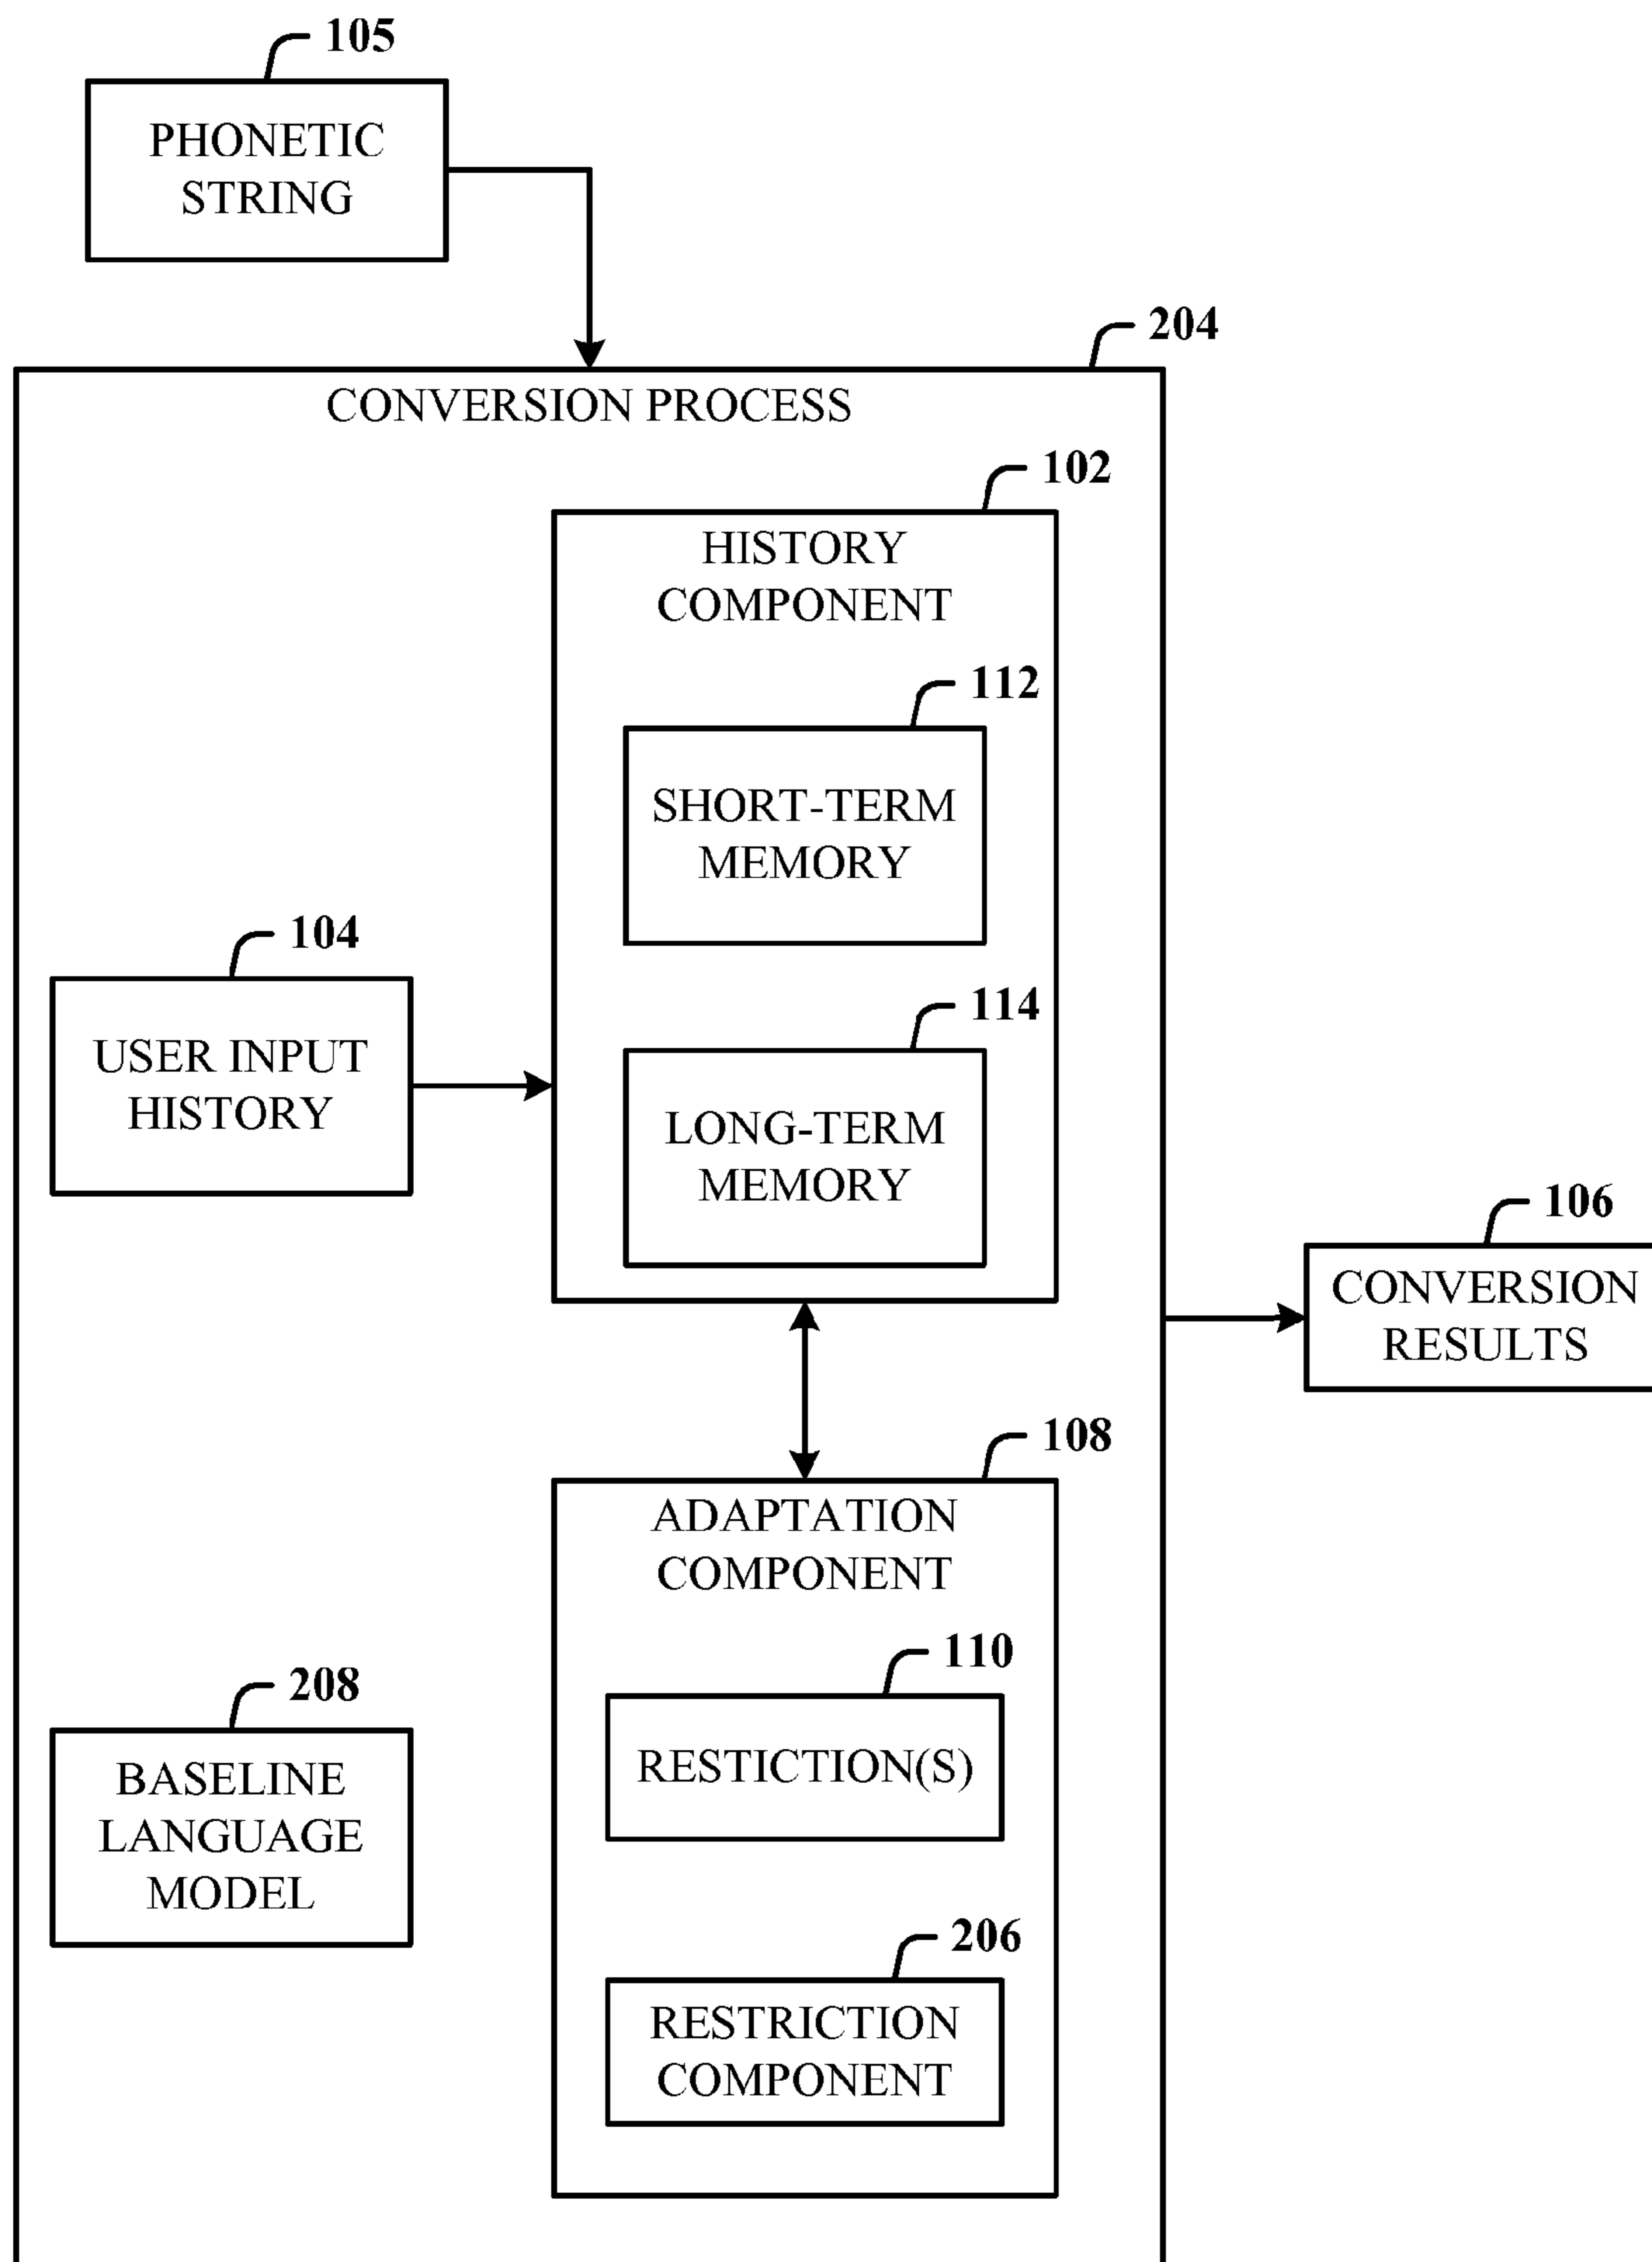 105
PHONETIC
STRING
204
CONVERSION PROCESS
102
HISTORY
COMPONENT
112
SHORT-TERM
MEMORY
104
USER INPUT
HISTORY
114
LONG-TERM
MEMORY
106
CONVERSION
RESULTS
108
ADAPTATION
COMPONENT
110
RESTICTION(S)
208
BASELINE
LANGUAGE
MODEL
206
RESTRICTION
COMPONENT